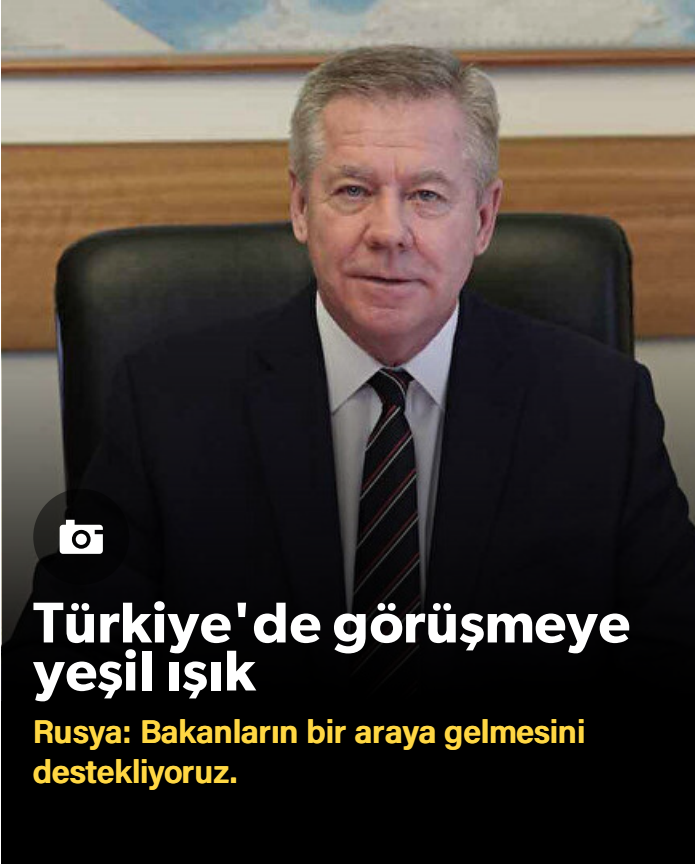 Türkiye'de görüşmeye
yeşil ışık
Rusya: Bakanların bir araya gelmesini
destekliyoruz.